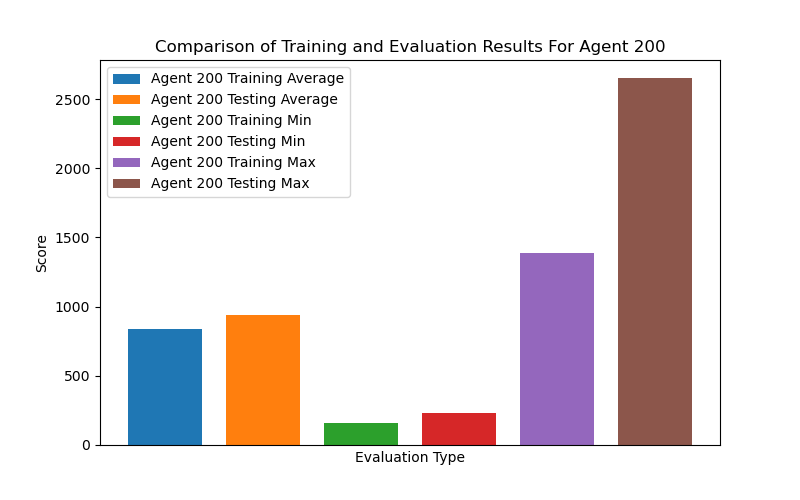 Comparison of Training and Evaluation Results For Agent 200
Agent 200 Training Average
Agent 200 Testing Average
Agent 200 Training Min
Agent 200 Testing Min
Agent 200 Training Max
Agent 200 Testing Max
2500
2000
1500
1000
500
0
Score
Evaluation Type